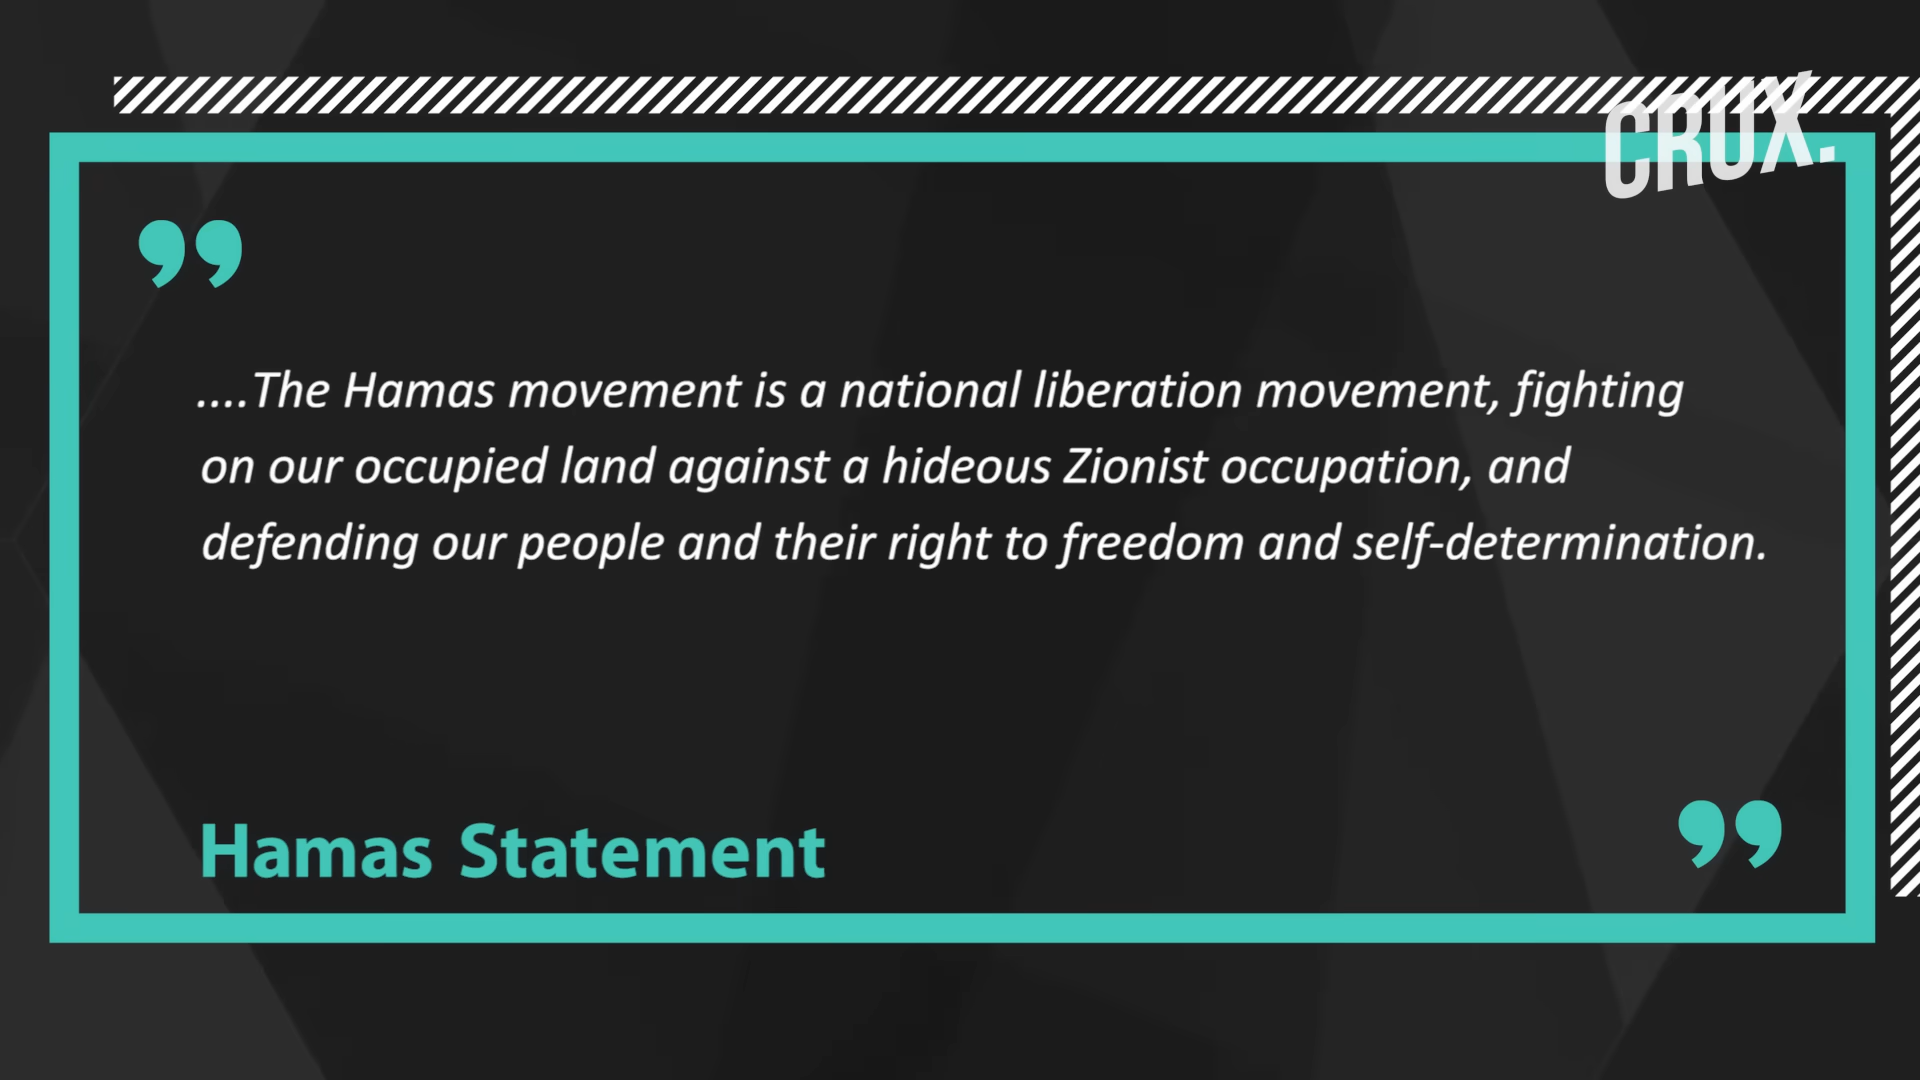 CRUX.
”
....The Hamas movement is a national liberation movement, fighting
on our occupied land against a hideous Zionist occupation, and
defending our people and their right to freedom and self-determination.
Hamas Statement
”